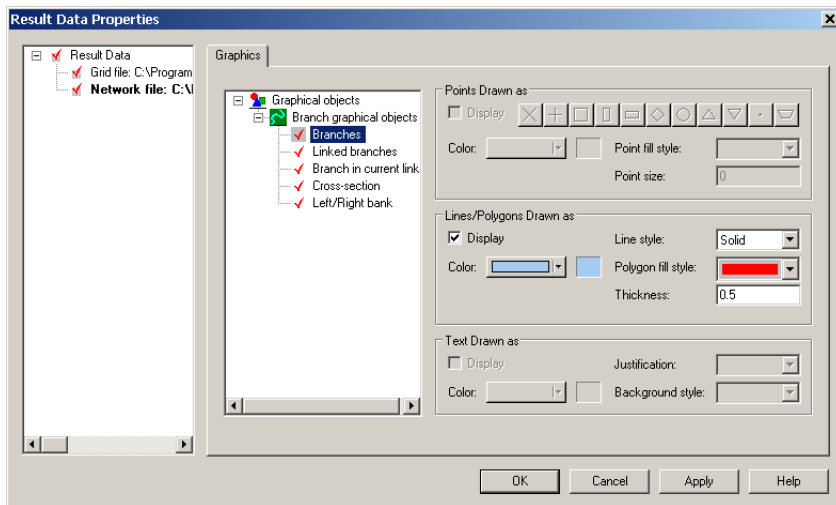 Result Data Properties
Result Data
Grid file: C:\Program
Network file: C:\
Graphics
Graphical objects
Branch graphical objects
Branches
Linked branches
Branch in current link
Cross-section
Left/Right bank
Points Drawn as
Display
Color:
Point fill style:
Point size:
0
Lines/Polygons Drawn as
Display
Line style:
Solid
Color:
Polygon fill style:
Thickness:
0.5
Text Drawn as
Display
Justification:
Color:
Background style:
OK
Cancel
Apply
Help